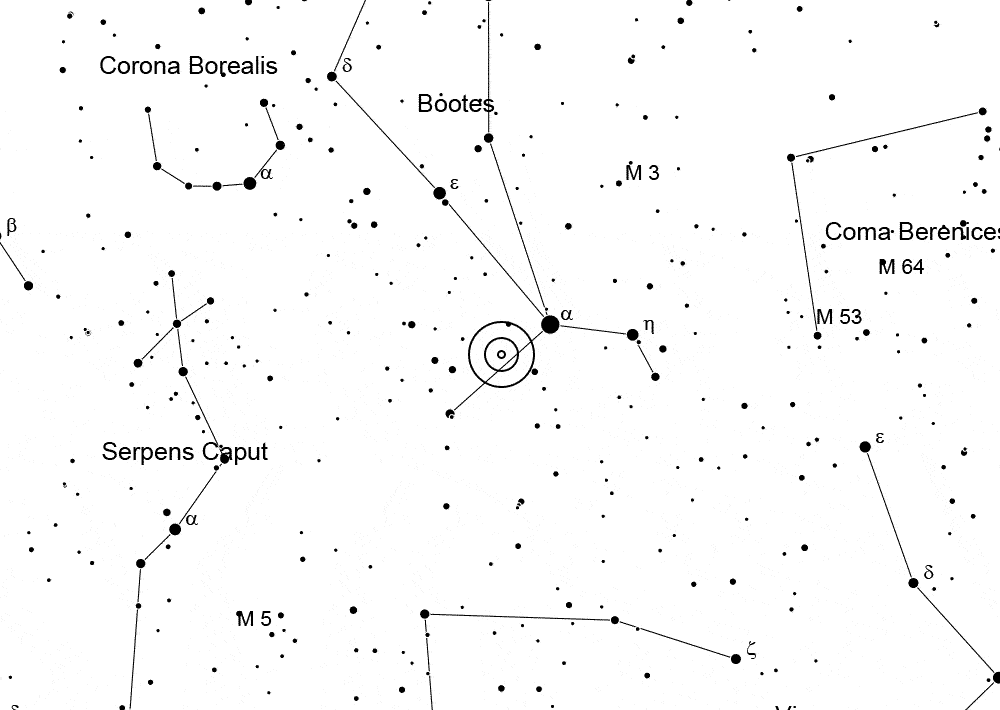 δ
Corona Borealis
Bootes
α
M 3
ε
β
Coma Berenices
M 64
α
η
M 53
ε
Serpens Caput
α
δ
M 5
ζ